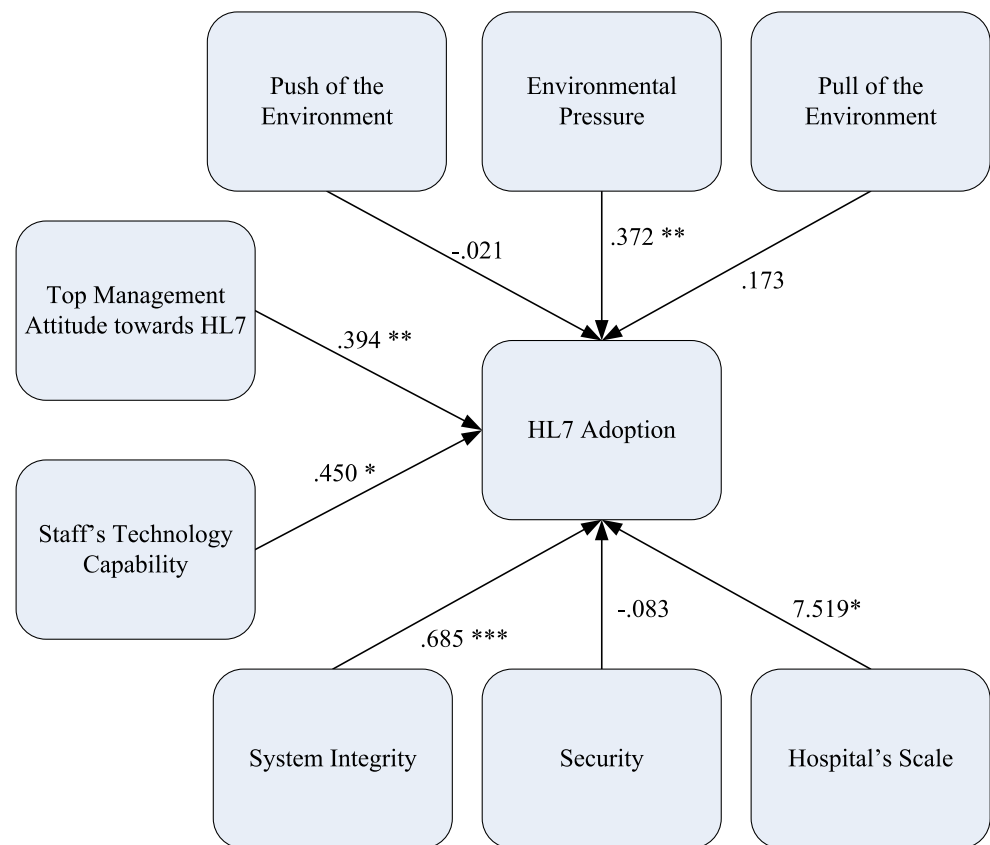 Push of the
Environment
Environmental
Pressure
Pull of the
Environment
-.021
.372 **
.173
Top Management
Attitude towards HL7
.394 **
HL7 Adoption
.450 *
Staff's Technology
Capability
.685 ***
-.083
7.519*
System Integrity
Security
Hospital's Scale